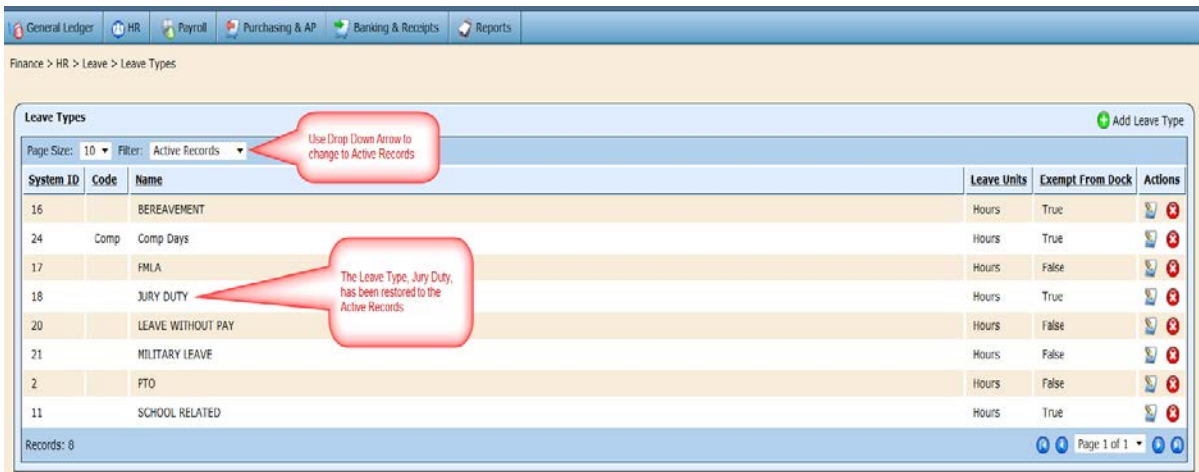 General Ledger HR Payroll Purchasing & AP Banking & Receipts Reports
Finance > HR > Leave > Leave Types
Leave Types Add Leave Type
Page Size: 10 Filter: Active Records
Use Drop Down Arrow to
change to Active Records
System ID Code Name Leave Units Exempt From Dock Actions
16 BEREAVEMENT Hours True
24 Comp Comp Days Hours True
17 FMLA Hours False
The Leave Type, Jury Duty,
has been restored to the
Active Records
18 JURY DUTY Hours True
20 LEAVE WITHOUT PAY Hours False
21 MILITARY LEAVE Hours False
2 PTO Hours False
11 SCHOOL RELATED Hours True
Records: 8 Page 1 of 1